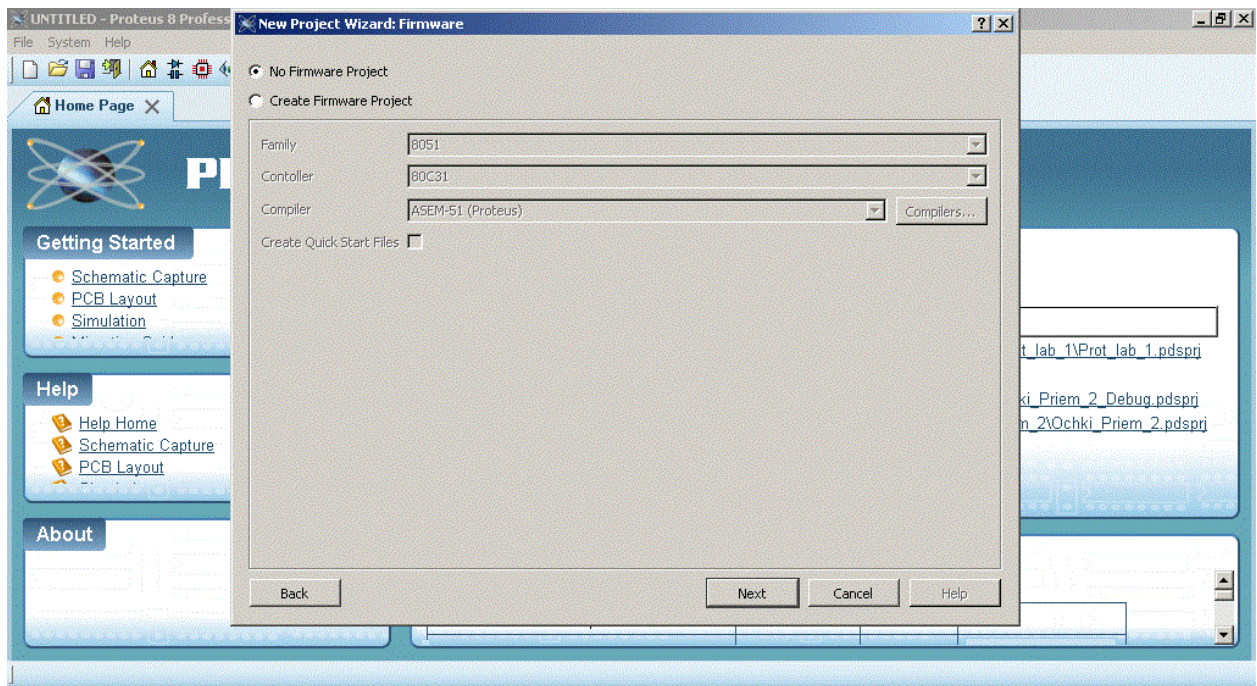 UNTITLED - Proteus 8 Profess
File System Help
Home Page
New Project Wizard: Firmware
No Firmware Project
Create Firmware Project
Family 8051
Contoller 80C31
Compiler ASEM-51 (Proteus) Compilers...
Create Quick Start Files
Back Next Cancel Help
Getting Started
Schematic Capture
PCB Layout
Simulation
Help
Help Home
Schematic Capture
PCB Layout
About
t_lab_1\Prot_lab_1.pdsprj
ki_Priem_2_Debug.pdsprj
m_2\Ochki_Priem_2.pdsprj